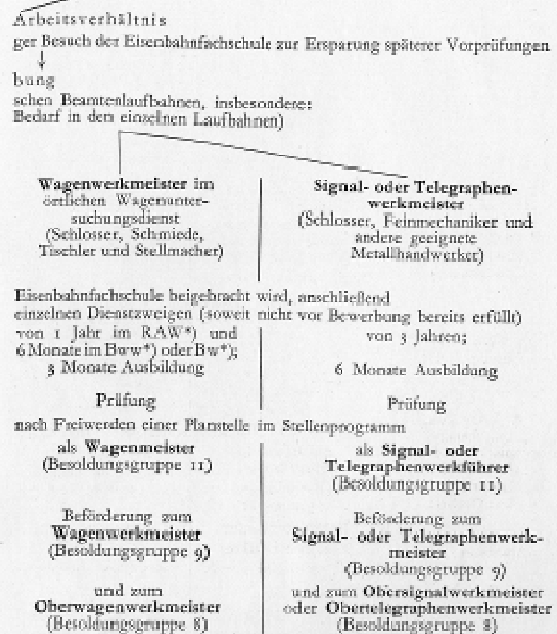 Arbeitsverhältnis
ger Besuch der Eisenbahnfachschule zur Ersparung späterer Vorprüfungen
bung
schen Beamtenlaufbahnen, insbesondere:
Bedarf in den einzelnen Laufbahnen)
Wagenwerkmeister im
örtlichen Wagenunter-
suchungsdienst
(Schlosser, Schmiede,
Tischler und Stellmacher)
Signal- oder Telegraphen-
werkmeister
(Schlosser, Feinmechaniker und
andere geeignete
Metallhandwerker)
Eisenbahnfachschule beigebracht wird, anschließend
einzelnen Dienstzweigen (soweit nicht vor Bewerbung bereits erfüllt)
von 1 Jahr im RAW*) und
6 Monate im Bww*) oder Bw*);
3 Monate Ausbildung
von 3 Jahren;
6 Monate Ausbildung
Prüfung
Prüfung
nach Freiwerden einer Planstelle im Stellenprogramm
als Wagenmeister
(Besoldungsgruppe 11)
als Signal- oder
Telegraphenwerkführer
(Besoldungsgruppe 11)
Beförderung zum
Wagenwerkmeister
(Besoldungsgruppe 9)
Beförderung zum
Signal- oder Telegraphenwerk-
meister
(Besoldungsgruppe 9)
und zum
Oberwagenwerkmeister
(Besoldungsgruppe 8)
und zum Obersignalwerkmeister
oder Obertelegraphenwerkmeister
(Besoldungsgruppe 8)